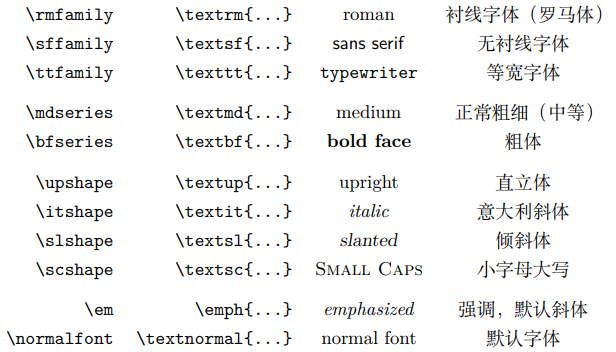 \rmfamily \textrm{...} roman 衬线字体（罗马体）
\sffamily \textsf{...} sans serif 无衬线字体
\ttfamily \texttt{...} typewriter 等宽字体
\mdseries \textmd{...} medium 正常粗细（中等）
\bfseries \textbf{...} bold face 粗体
\upshape \textup{...} upright 直立体
\itshape \textit{...} italic 意大利斜体
\slshape \textsl{...} slanted 倾斜体
\scshape \textsc{...} Small Caps 小字母大写
\em \emph{...} emphasized 强调，默认斜体
\normalfont \textnormal{...} normal font 默认字体